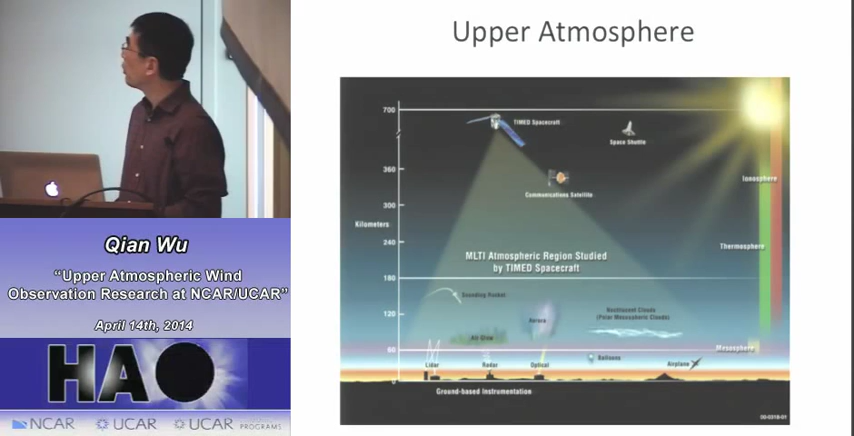 Upper Atmosphere
700
TIMED Spacecraft
Space Shuttle
360
Communications Satellite
Ionosphere
300
Kilometers
240
Thermosphere
MLTI Atmospheric Region Studied
by TIMED Spacecraft
180
Sounding Rocket
120
Aurora
Noctilucent Clouds
(Polar Mesospheric Clouds)
Air Glow
60
Mesosphere
Balloons
Lidar
Radar
Optical
Airplane
0
Ground-based Instrumentation
Qian Wu
“Upper Atmospheric Wind
Observation Research at NCAR/UCAR”
April 14th, 2014
HAO
NCAR UCAR UCAR PROGRAMS